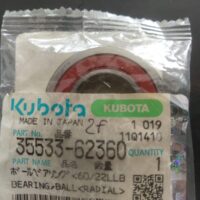 Kubota KUBOTA
MADE IN JAPAN 2F 1 019
PART NO. 品番 11Q1410
35533-62360 1
PART NAME 品名 数量 QUANTITY
ボールベアリング<60/22LLB
BEARING,BALL<RADIAL>